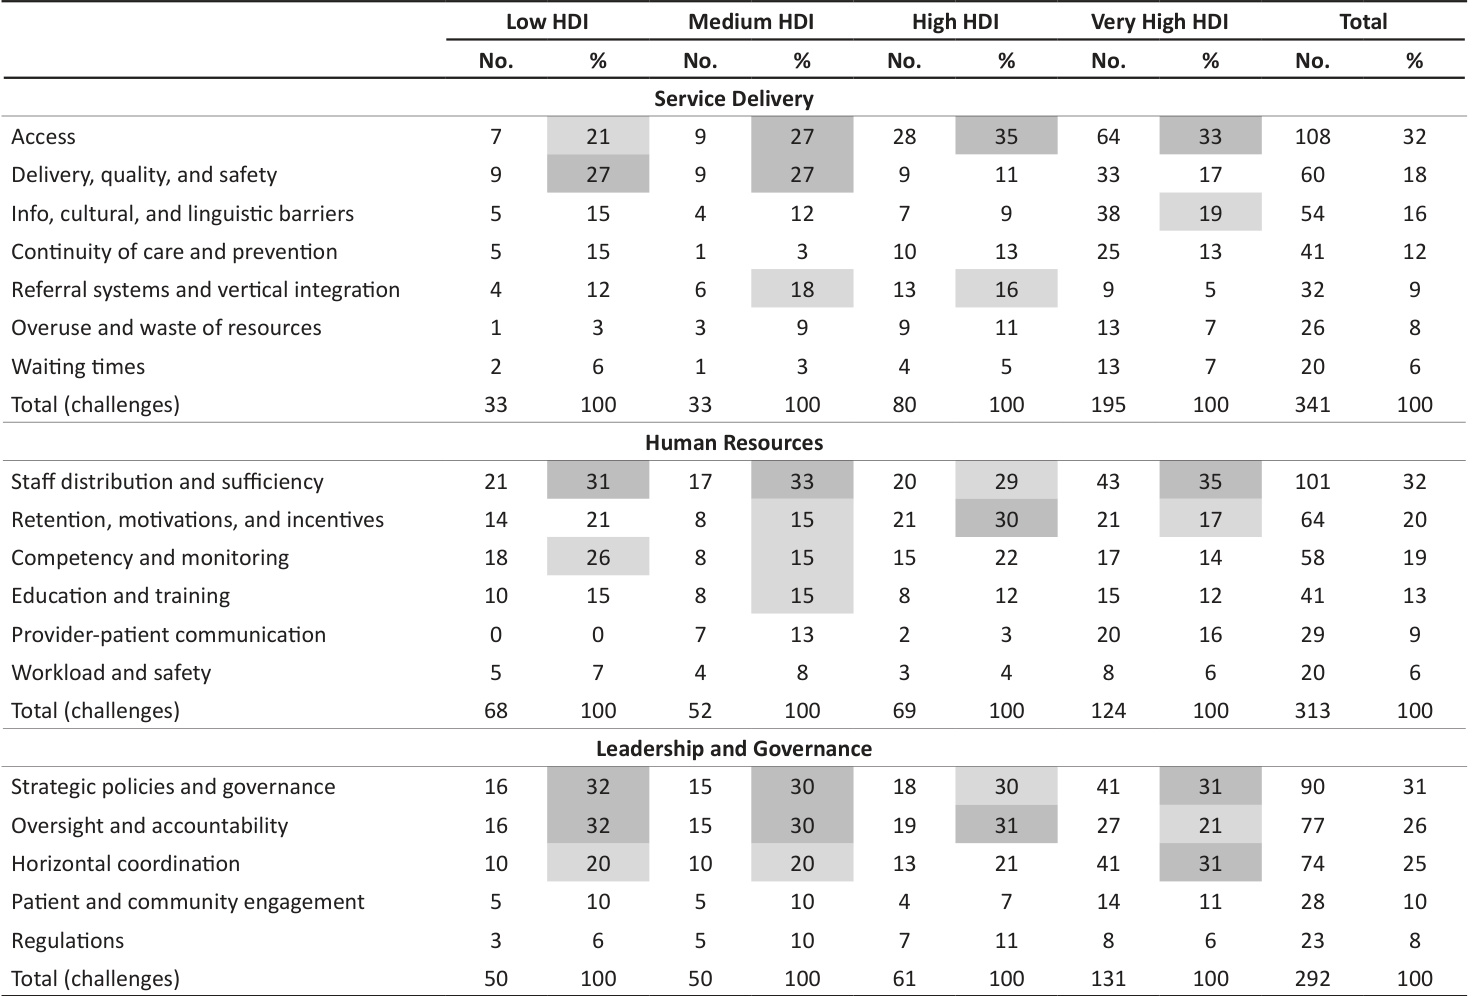 Low HDI Medium HDI High HDI Very High HDI Total
No. % No. % No. % No. % No. %
Service Delivery
Access 7 21 9 27 28 35 64 33 108 32
Delivery, quality, and safety 9 27 9 27 9 11 33 17 60 18
Info, cultural, and linguistic barriers 5 15 4 12 7 9 38 19 54 16
Continuity of care and prevention 5 15 1 3 10 13 25 13 41 12
Referral systems and vertical integration 4 12 6 18 13 16 9 5 32 9
Overuse and waste of resources 1 3 3 9 9 11 13 7 26 8
Waiting times 2 6 1 3 4 5 13 7 20 6
Total (challenges) 33 100 33 100 80 100 195 100 341 100
Human Resources
Staff distribution and sufficiency 21 31 17 33 20 29 43 35 101 32
Retention, motivations, and incentives 14 21 8 15 21 30 21 17 64 20
Competency and monitoring 18 26 8 15 15 22 17 14 58 19
Education and training 10 15 8 15 8 12 15 12 41 13
Provider-patient communication 0 0 7 13 2 3 20 16 29 9
Workload and safety 5 7 4 8 3 4 8 6 20 6
Total (challenges) 68 100 52 100 69 100 124 100 313 100
Leadership and Governance
Strategic policies and governance 16 32 15 30 18 30 41 31 90 31
Oversight and accountability 16 32 15 30 19 31 27 21 77 26
Horizontal coordination 10 20 10 20 13 21 41 31 74 25
Patient and community engagement 5 10 5 10 4 7 14 11 28 10
Regulations 3 6 5 10 7 11 8 6 23 8
Total (challenges) 50 100 50 100 61 100 131 100 292 100